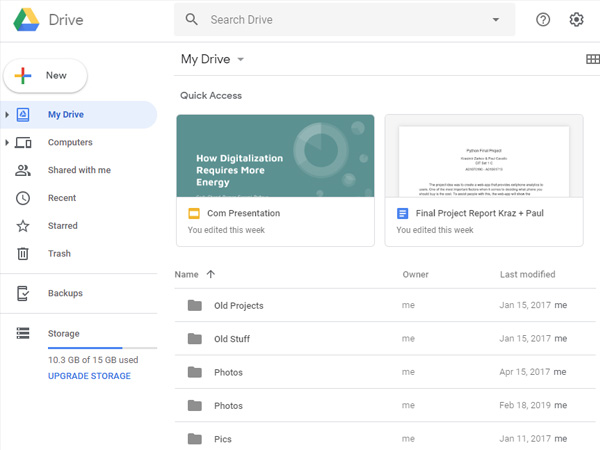 Drive
Search Drive
New
My Drive
Computers
Shared with me
Recent
Starred
Trash
Backups
Storage
10.3 GB of 15 GB used
UPGRADE STORAGE
My Drive
Quick Access
How Digitalization
Requires More
Energy
Com Presentation
You edited this week
Python Final Project
Final Project Report Kraz + Paul
You edited this week
Name Owner Last modified
Old Projects me Jan 15, 2017 me
Old Stuff me Jan 15, 2017 me
Photos me Apr 15, 2017 me
Photos me Feb 18, 2019 me
Pics me Jan 11, 2017 me